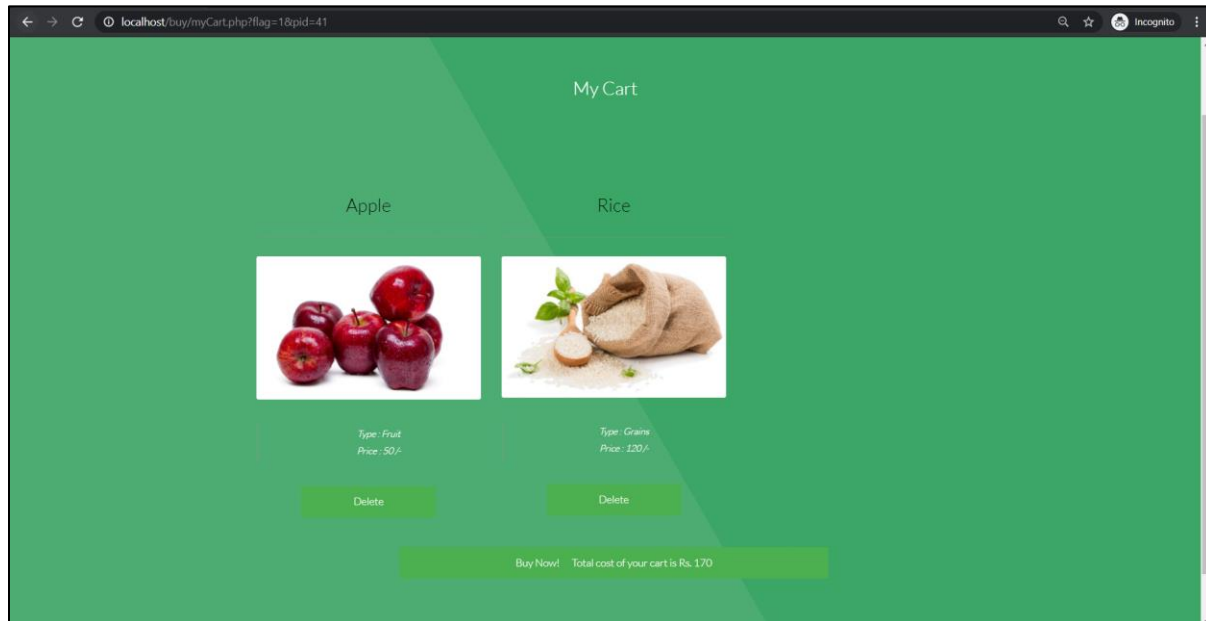 localhost/buy/myCart.php?flag=1&pid=41
Incognito
My Cart
Apple
Rice
Type : Fruit
Price : 50/-
Type : Grains
Price : 120/-
Delete
Delete
Buy Now! Total cost of your cart is Rs. 170